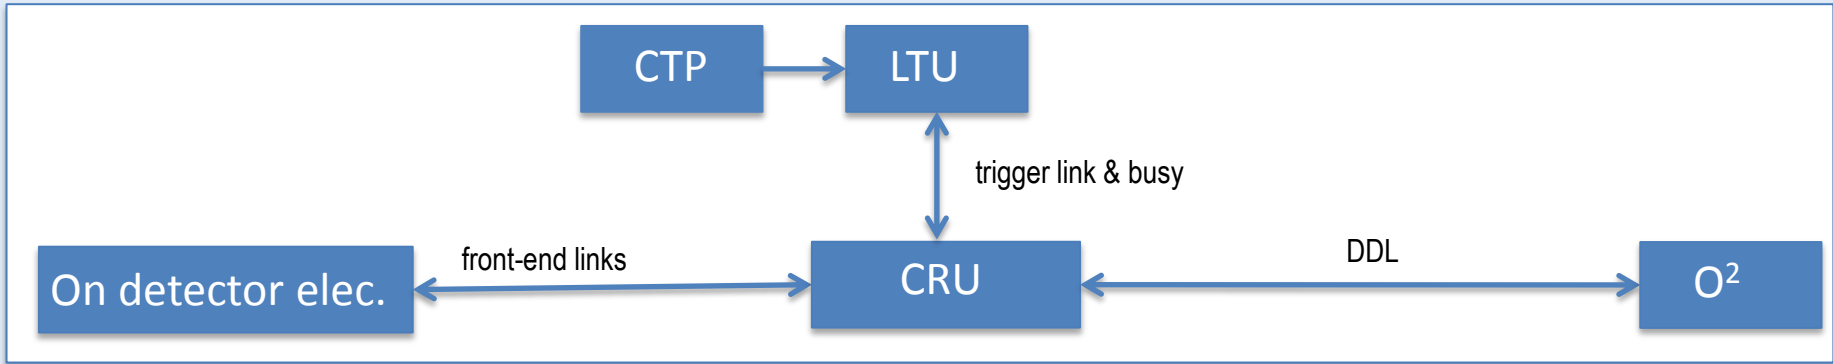 CTP
LTU
trigger link & busy
On detector elec.
front-end links
CRU
DDL
O²